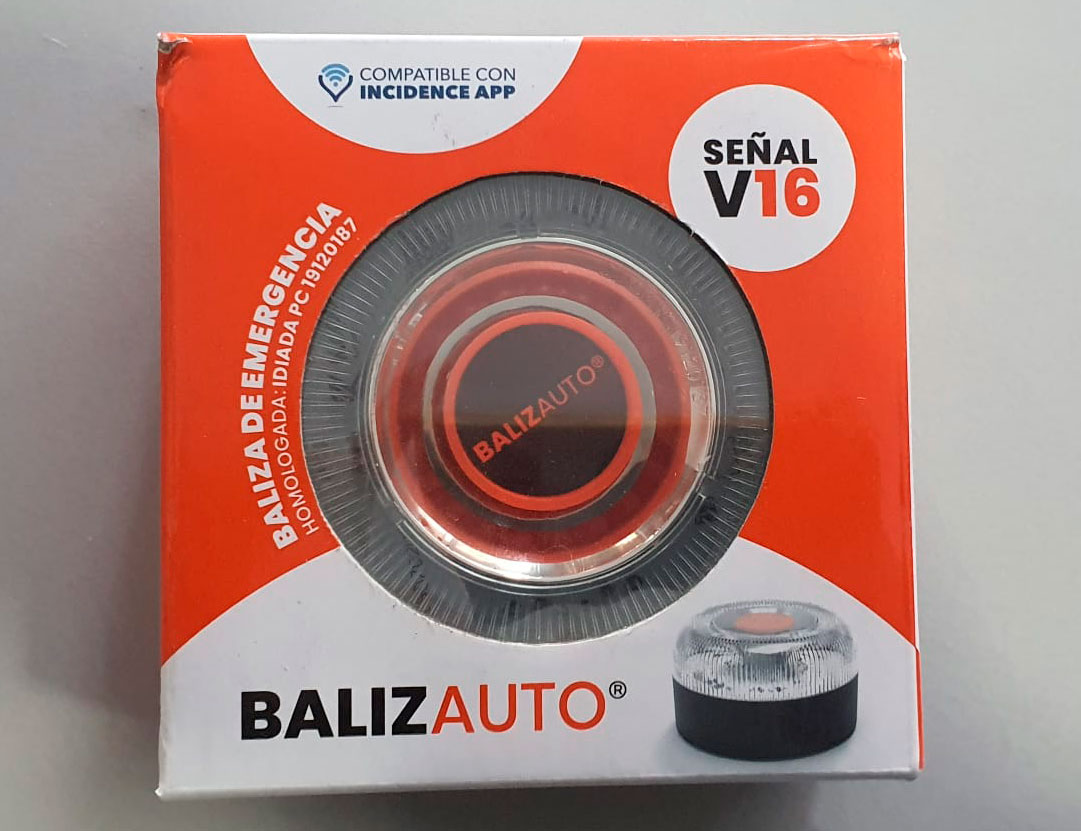 COMPATIBLE CON
INCIDENCE APP
SEÑAL
V16
BALIZA DE EMERGENCIA
HOMOLOGADA: IDIADA PC 19120187
BALIZAUTO®
BALIZAUTO®